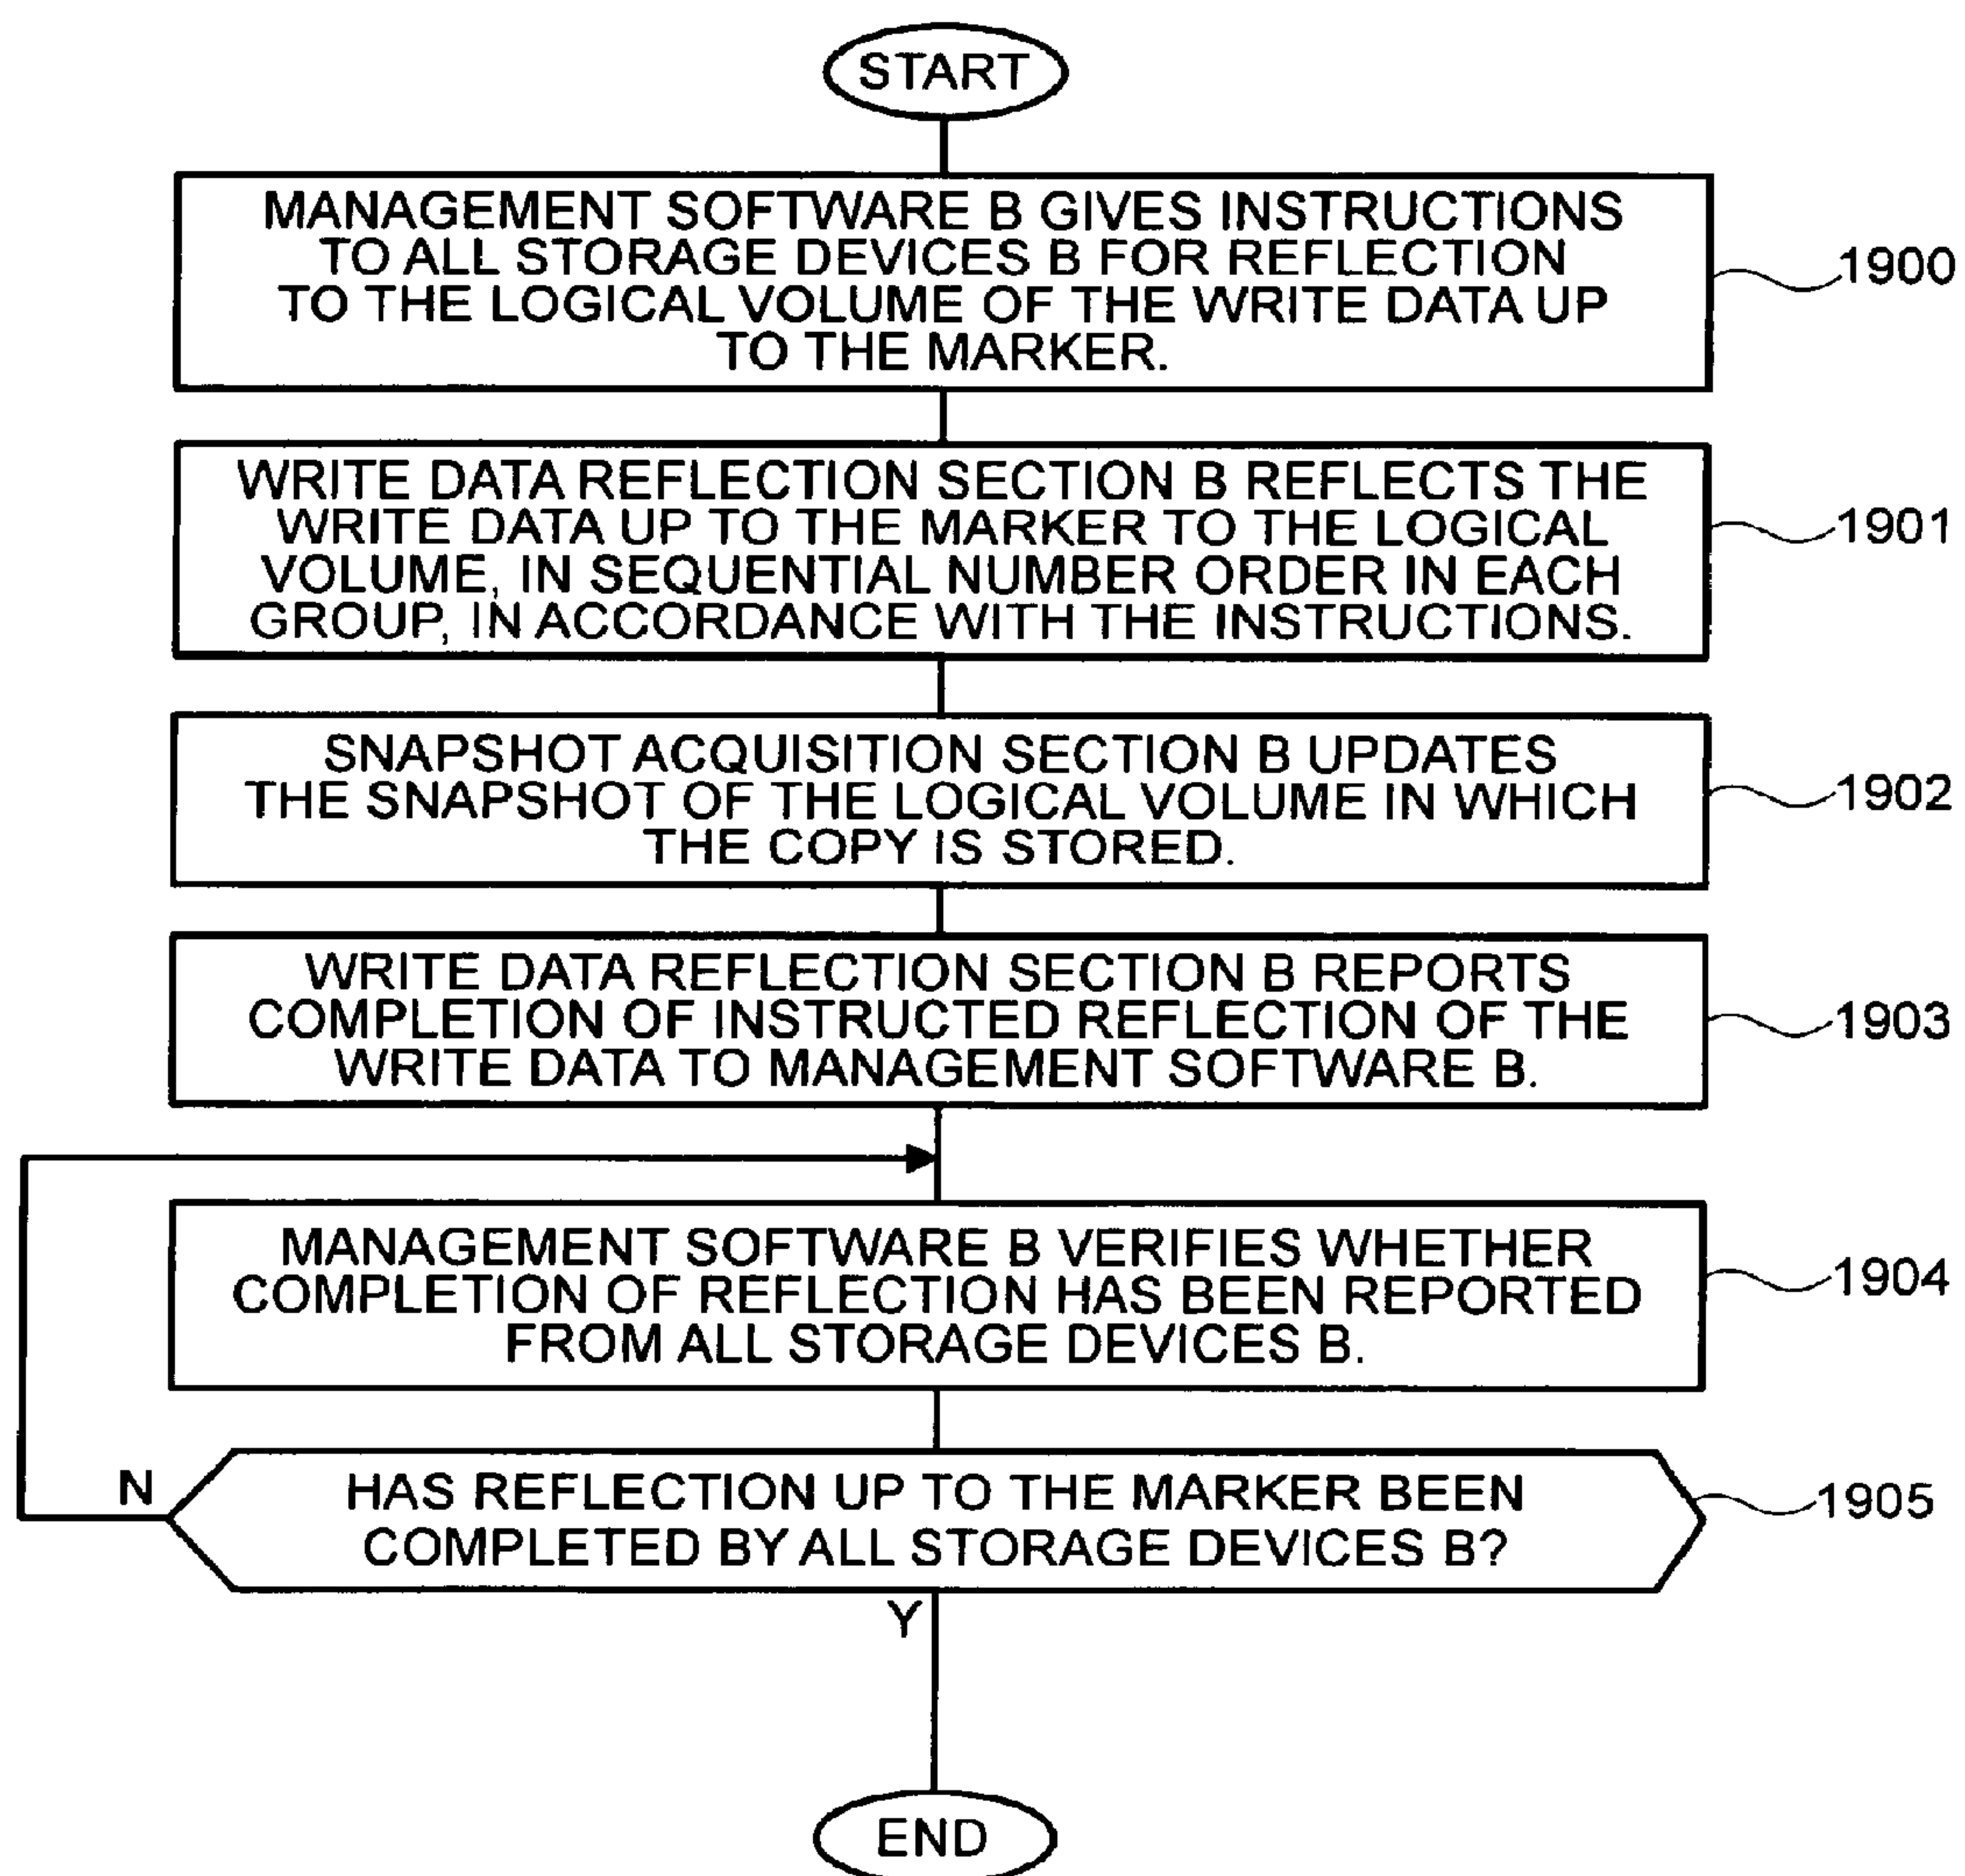 START
MANAGEMENT SOFTWARE B GIVES INSTRUCTIONS
TO ALL STORAGE DEVICES B FOR REFLECTION
TO THE LOGICAL VOLUME OF THE WRITE DATA UP
TO THE MARKER.
1900
WRITE DATA REFLECTION SECTION B REFLECTS THE
WRITE DATA UP TO THE MARKER TO THE LOGICAL
VOLUME, IN SEQUENTIAL NUMBER ORDER IN EACH
GROUP, IN ACCORDANCE WITH THE INSTRUCTIONS.
1901
SNAPSHOT ACQUISITION SECTION B UPDATES
THE SNAPSHOT OF THE LOGICAL VOLUME IN WHICH
THE COPY IS STORED.
1902
WRITE DATA REFLECTION SECTION B REPORTS
COMPLETION OF INSTRUCTED REFLECTION OF THE
WRITE DATA TO MANAGEMENT SOFTWARE B.
1903
MANAGEMENT SOFTWARE B VERIFIES WHETHER
COMPLETION OF REFLECTION HAS BEEN REPORTED
FROM ALL STORAGE DEVICES B.
1904
N
HAS REFLECTION UP TO THE MARKER BEEN
COMPLETED BY ALL STORAGE DEVICES B?
1905
Y
END